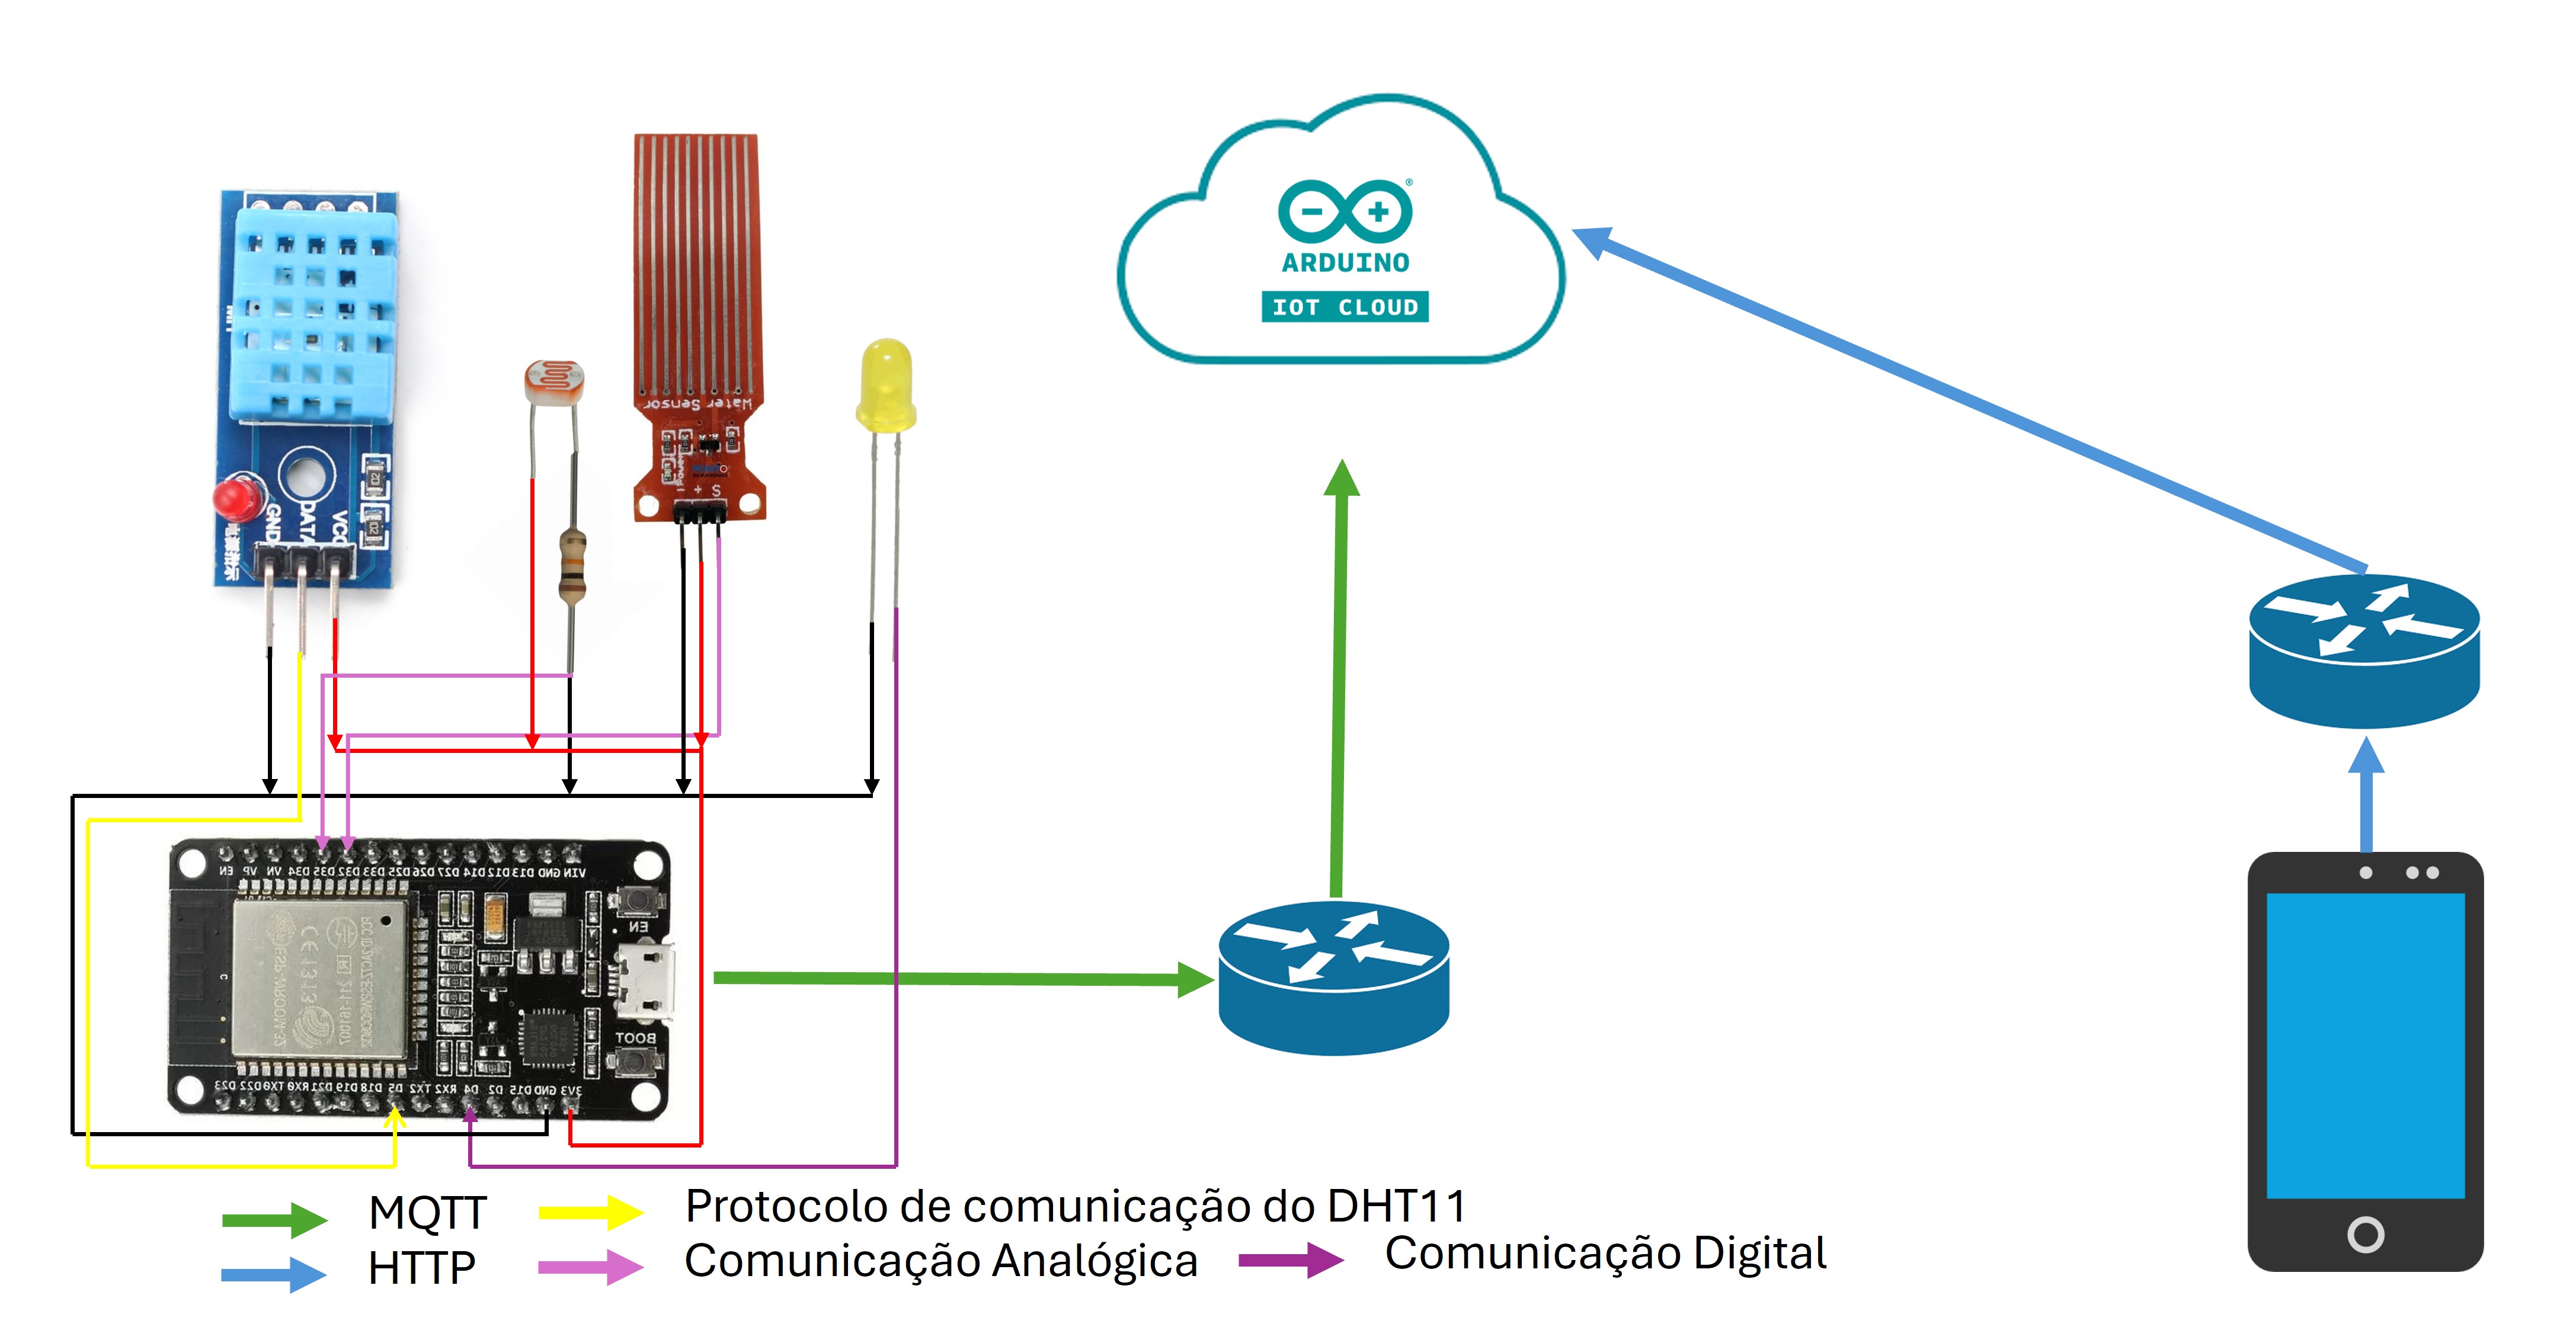 ARDUINO
IOT CLOUD
Water Sensor
- + S
GND DATA VCC
EN VP VN D34 D35 D32 D33 D25 D26 D27 D14 D12 D13 GND VIN
EN
BOOT
D23 D22 TX0 RX0 D21 D19 D18 D5 TX2 RX2 D4 D2 D15 GND 3V3
MQTT
Protocolo de comunicação do DHT11
HTTP
Comunicação Analógica
Comunicação Digital